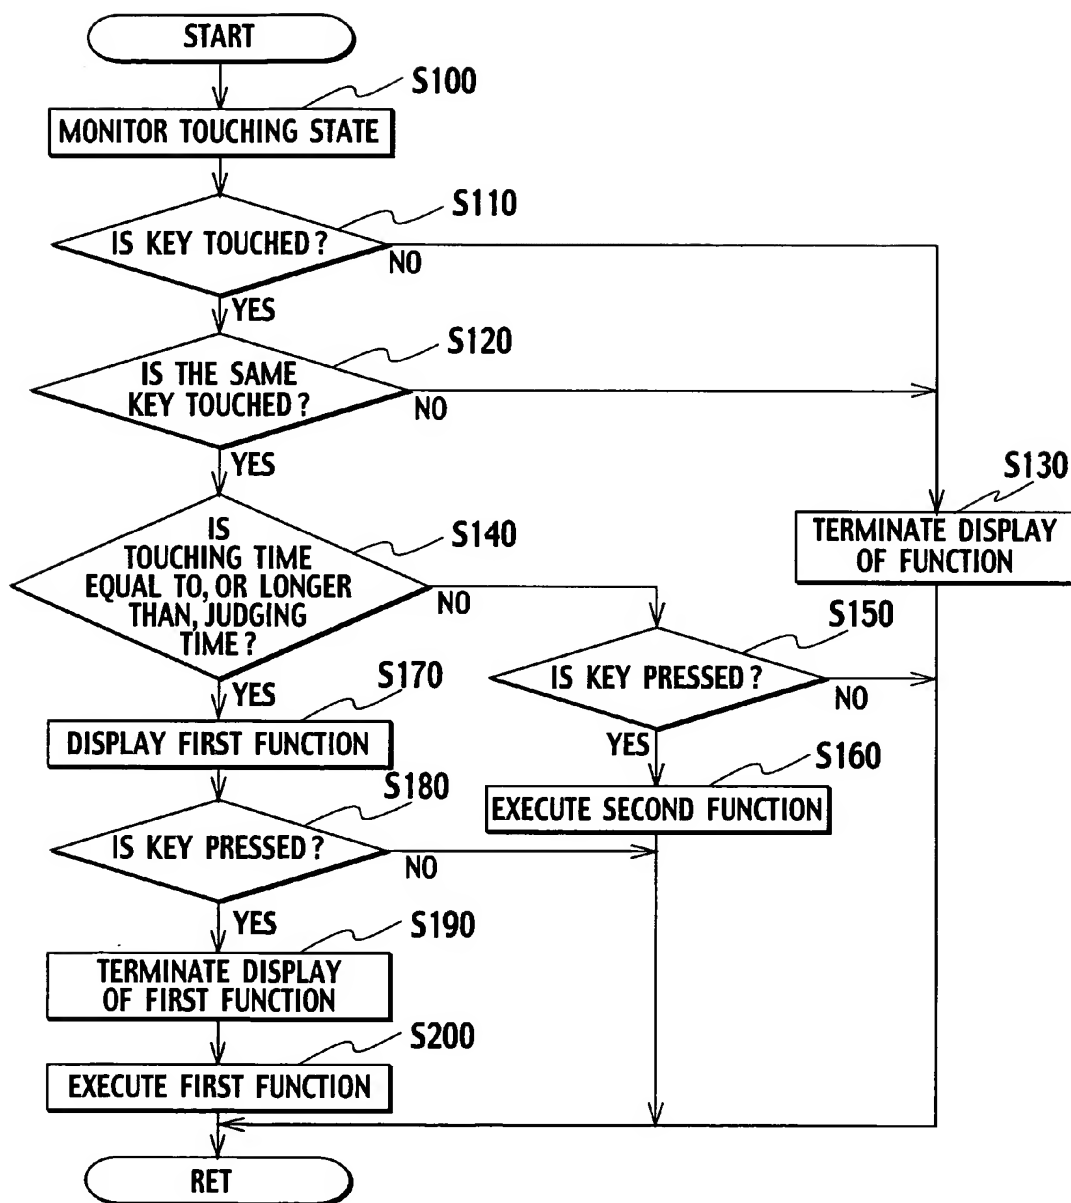 START
S100
MONITOR TOUCHING STATE
S110
IS KEY TOUCHED?
NO
YES
S120
IS THE SAME
KEY TOUCHED?
NO
YES
S130
TERMINATE DISPLAY
OF FUNCTION
S140
IS
TOUCHING TIME
EQUAL TO, OR LONGER
THAN, JUDGING
TIME?
NO
YES
S150
IS KEY PRESSED?
NO
YES
S160
EXECUTE SECOND FUNCTION
S170
DISPLAY FIRST FUNCTION
S180
IS KEY PRESSED?
NO
YES
S190
TERMINATE DISPLAY
OF FIRST FUNCTION
S200
EXECUTE FIRST FUNCTION
RET